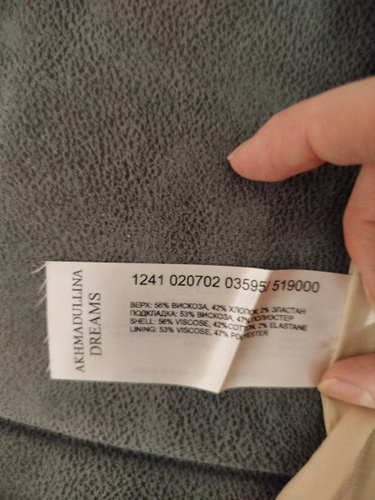 AKHMADULLINA
DREAMS
1241 020702 03595/519000
ВЕРХ: 56% ВИСКОЗА, 42% ХЛОПОК, 2% ЭЛАСТАН
ПОДКЛАДКА: 53% ВИСКОЗА, 47% ПОЛИЭСТЕР
SHELL: 56% VISCOSE, 42%COTTON, 2% ELASTANE
LINING: 53% VISCOSE, 47% POLYESTER